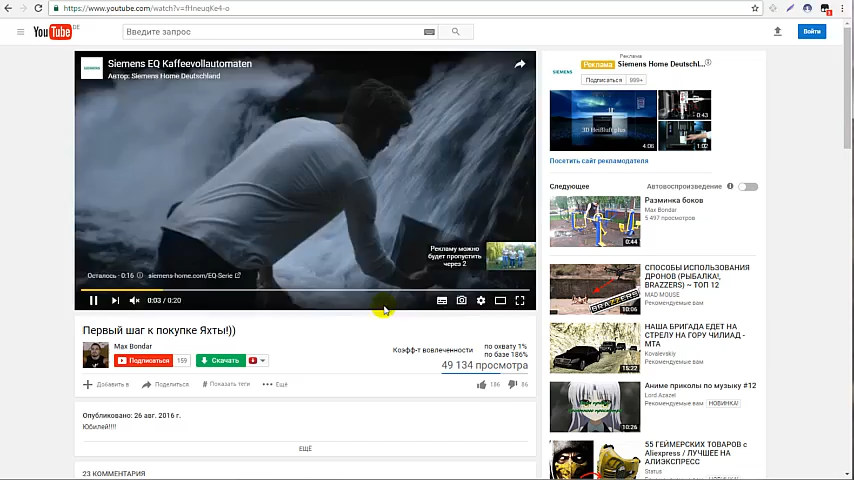 https://www.youtube.com/watch?v=fHneuqKe4-o
YouTube DE
Введите запрос
Войти
Siemens EQ Kaffeevollautomaten
Автор: Siemens Home Deutschland
Рекламу можно
будет пропустить
через 2
Осталось · 0:16
siemens-home.com/EQ-Serie
0:03 / 0:20
Первый шаг к покупке Яхты!))
Max Bondar
Подписаться 159
Скачать
Коэфф-т вовлеченности
по охвату 1%
по базе 186%
49 134 просмотра
Добавить в
Поделиться
# Показать теги
Ещё
186
86
Опубликовано: 26 авг. 2016 г.
Юбилей!!!!
ЕЩЁ
23 КОММЕНТАРИЯ
Реклама
SIEMENS
Реклама Siemens Home Deutschl...
Подписаться 999+
3D Heißluft plus
4:06
0:43
1:02
Посетить сайт рекламодателя
Следующее
Автовоспроизведение
Разминка боков
Max Bondar
5 497 просмотров
0:44
СПОСОБЫ ИСПОЛЬЗОВАНИЯ
ДРОНОВ (РЫБАЛКА!,
BRAZZERS) ~ ТОП 12
MAD MOUSE
Рекомендуемые вам
BRAZZERS
10:06
НАША БРИГАДА ЕДЕТ НА
СТРЕЛУ НА ГОРУ ЧИЛИАД -
МТА
Kovalevskiy
Рекомендуемые вам
15:22
Аниме приколы по музыку #12
Lord.Azazel
Рекомендуемые вам
НОВИНКА!
10:26
55 ГЕЙМЕРСКИХ ТОВАРОВ с
Aliexpress / ЛУЧШЕЕ НА
АЛИЭКСПРЕСС
Status